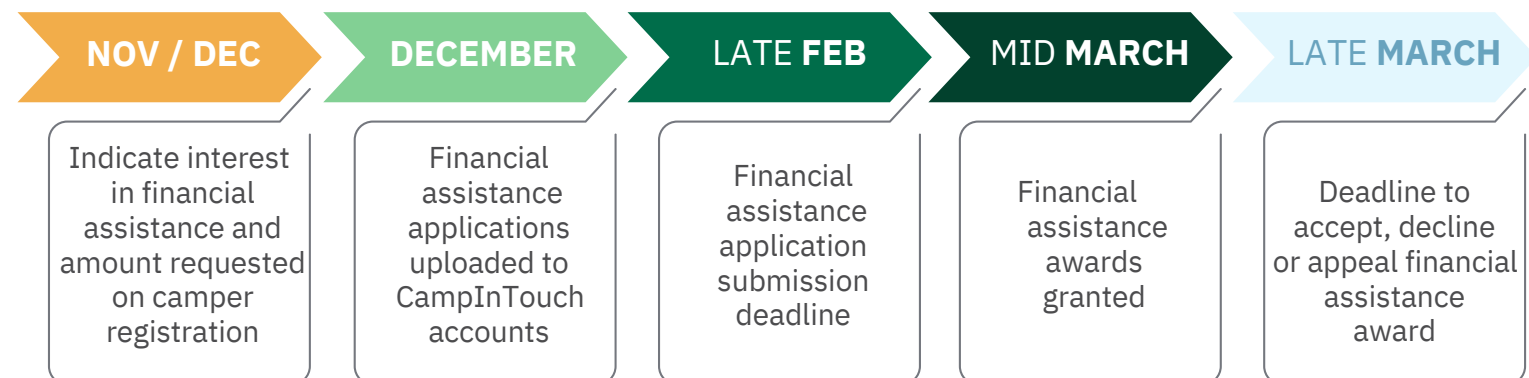 NOV / DEC
Indicate interest
in financial
assistance and
amount requested
on camper
registration
DECEMBER
Financial
assistance
applications
uploaded to
CampInTouch
accounts
LATE FEB
Financial
assistance
application
submission
deadline
MID MARCH
Financial
assistance
awards
granted
LATE MARCH
Deadline to
accept, decline
or appeal financial
assistance
award